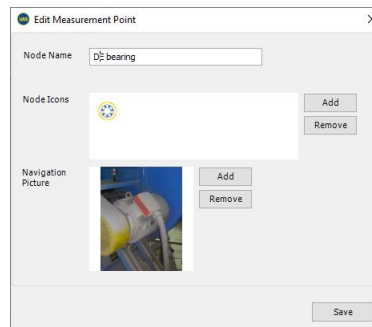 Edit Measurement Point
Node Name
DE bearing
Node Icons
Add
Remove
Navigation
Picture
Add
Remove
Save